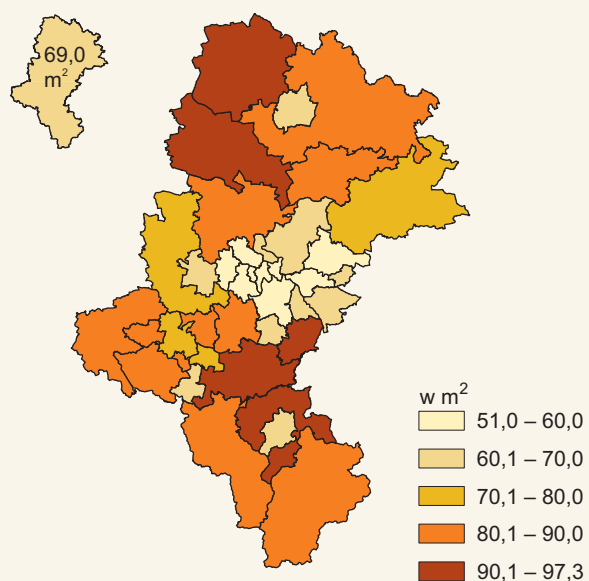 69,0
m²
w m²
51,0 – 60,0
60,1 – 70,0
70,1 – 80,0
80,1 – 90,0
90,1 – 97,3